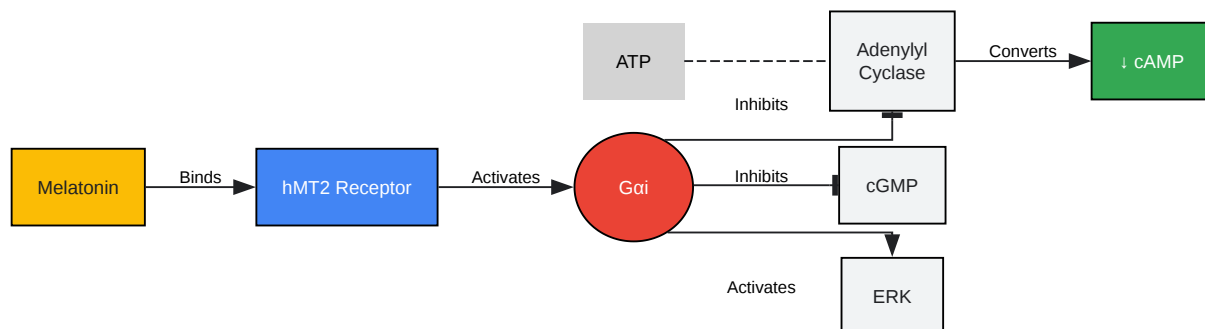 ATP
Adenylyl
Cyclase
Converts
↓ cAMP
Inhibits
Melatonin
Binds
hMT2 Receptor
Activates
Gαi
Inhibits
cGMP
Activates
ERK